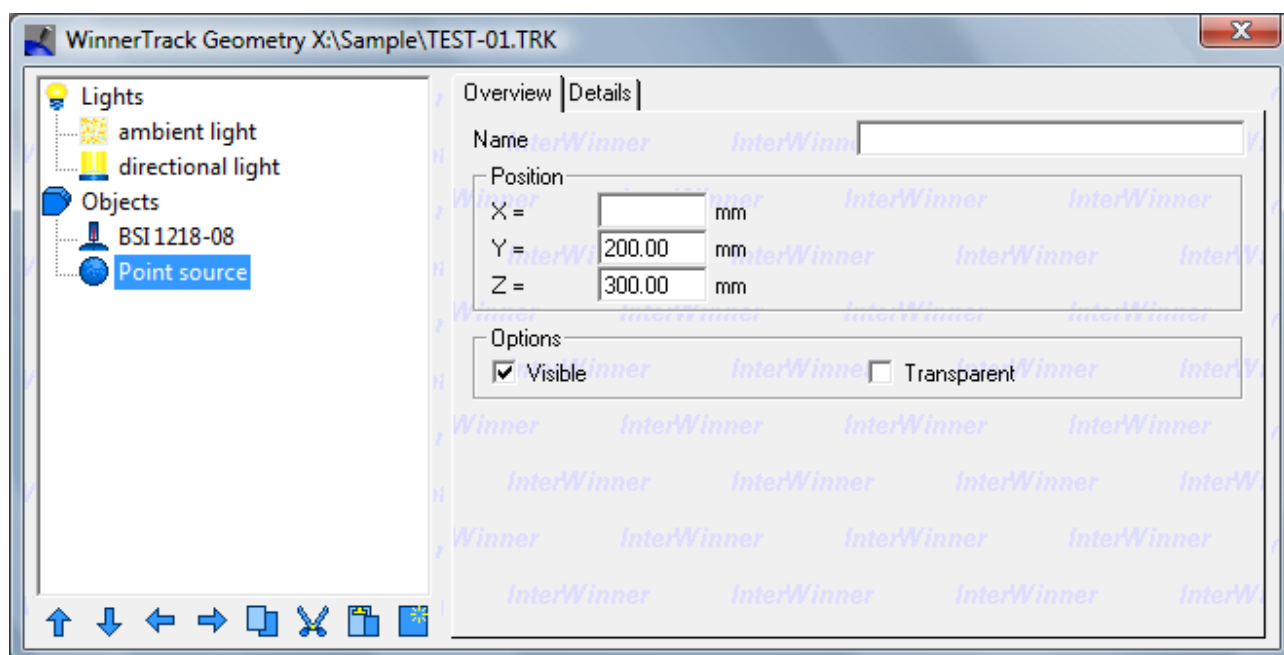 WinnerTrack Geometry X:\Sample\TEST-01.TRK
X
Lights
ambient light
directional light
Objects
BSI 1218-08
Point source
Overview
Details
Name
Position
X =
mm
Y =
200.00
mm
Z =
300.00
mm
Options
Visible
Transparent
InterWinner